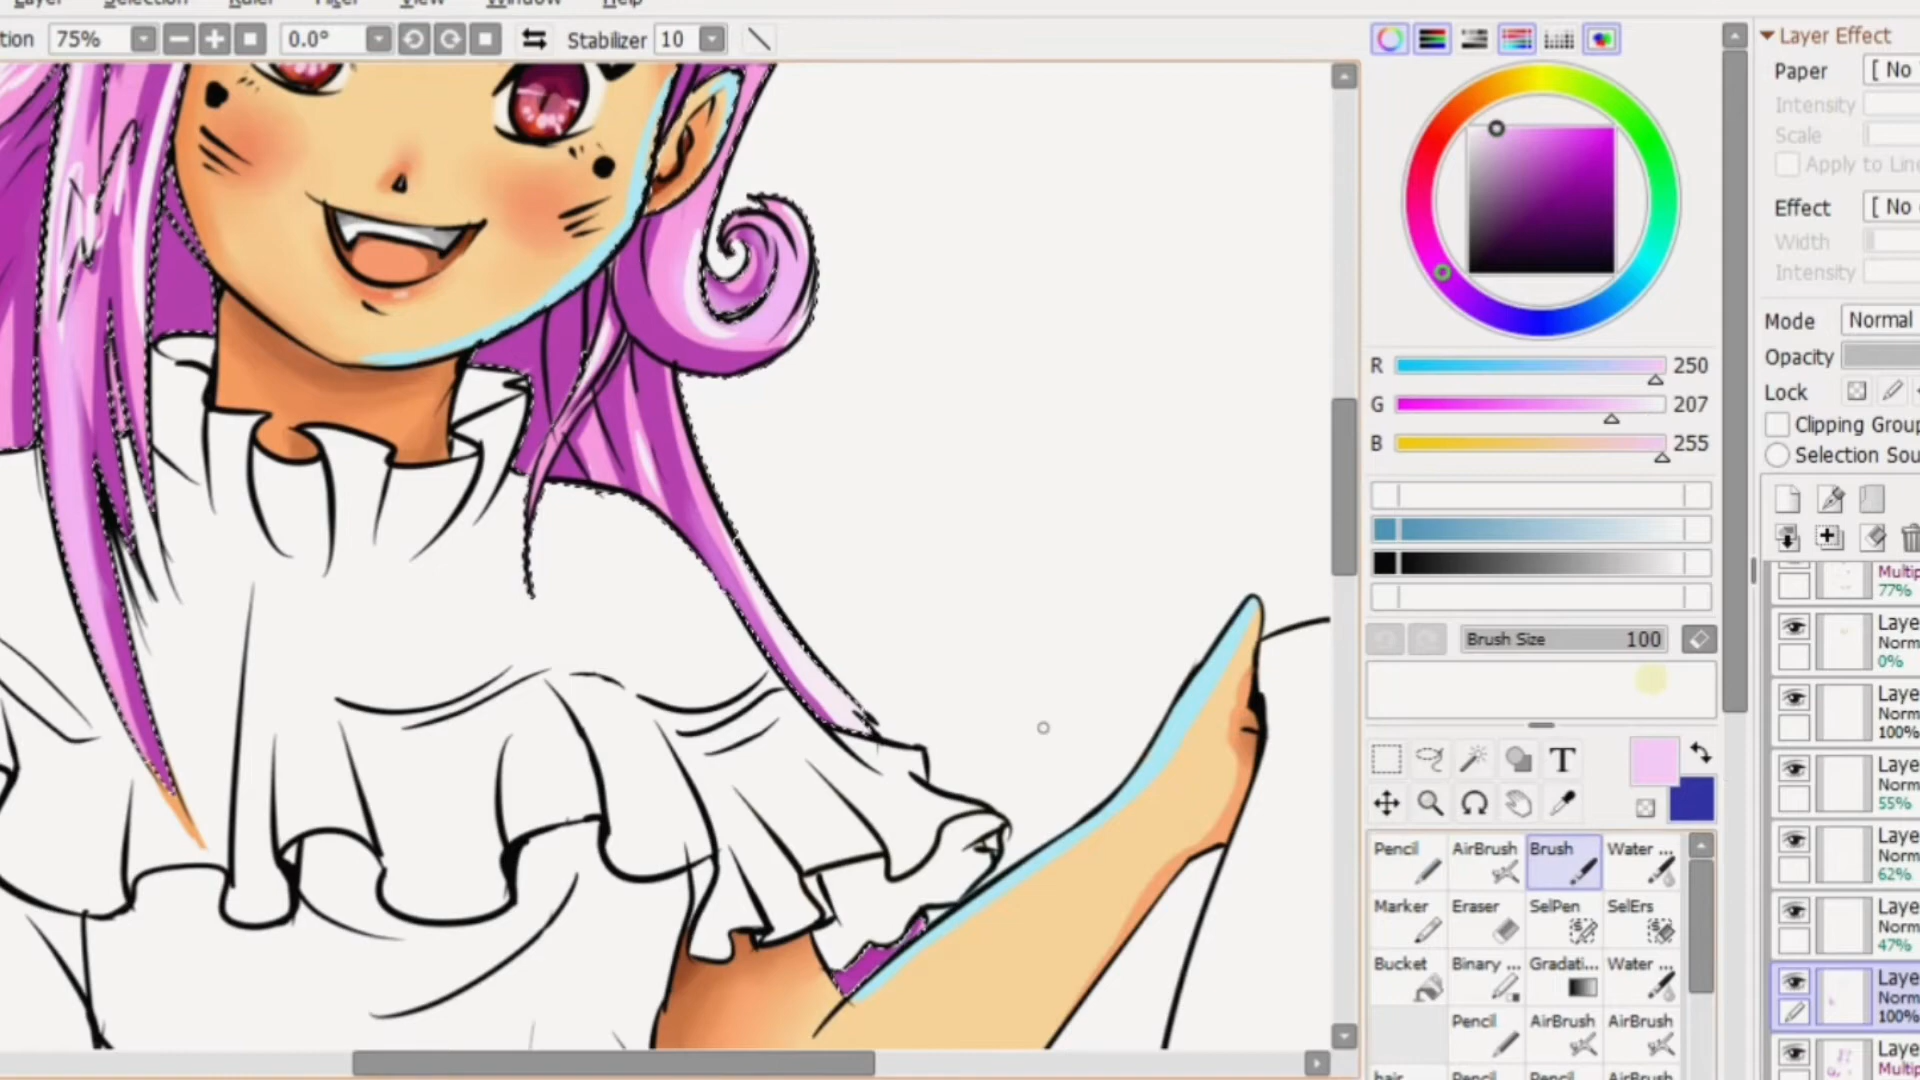 Layer Selection Ruler Filter View Window Help
tion 75% 0.0° Stabilizer 10
Layer Effect
Paper [ No
Intensity
Scale
Apply to Line
Effect [ No
Width
Intensity
Mode Normal
Opacity
Lock
Clipping Group
Selection Sou
R 250
G 207
B 255
Brush Size 100
T
Pencil AirBrush Brush Water ...
Marker Eraser SelPen SelErs
Bucket Binary ... Gradati... Water ...
Pencil AirBrush AirBrush
hair Pencil Pencil AirBrush
Multip
77%
Laye
Norm
0%
Laye
Norm
100%
Laye
Norm
55%
Laye
Norm
62%
Laye
Norm
47%
Laye
Norm
100%
Laye
Multip